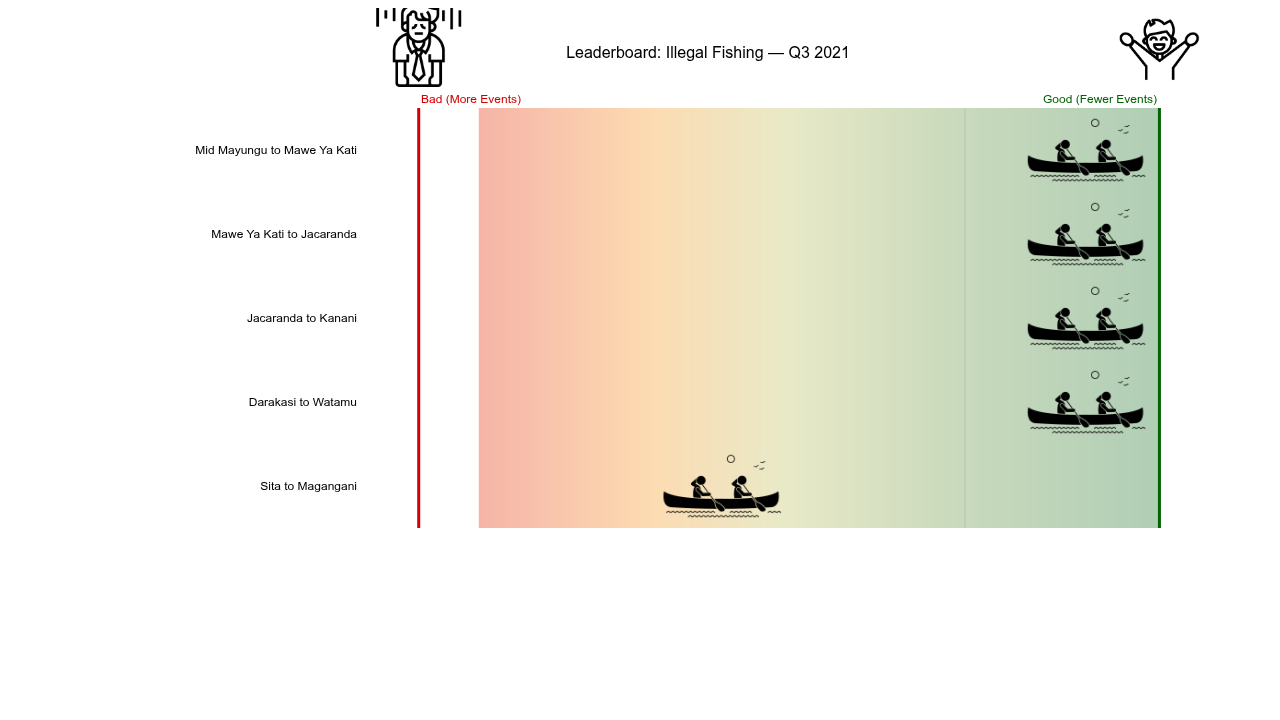 Leaderboard: Illegal Fishing — Q3 2021
Bad (More Events)
Good (Fewer Events)
Mid Mayungu to Mawe Ya Kati
Mawe Ya Kati to Jacaranda
Jacaranda to Kanani
Darakasi to Watamu
Sita to Magangani